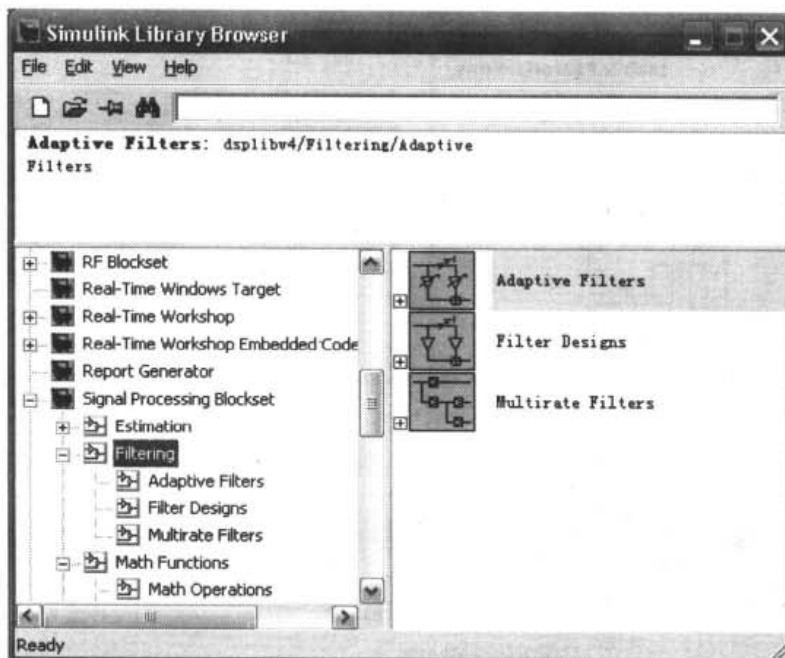 Simulink Library Browser
File Edit View Help
Adaptive Filters: dsplibv4/Filtering/Adaptive
Filters
RF Blockset
Real-Time Windows Target
Real-Time Workshop
Real-Time Workshop Embedded Code
Report Generator
Signal Processing Blockset
Estimation
Filtering
Adaptive Filters
Filter Designs
Multirate Filters
Math Functions
Math Operations
Adaptive Filters
Filter Designs
Multirate Filters
Ready